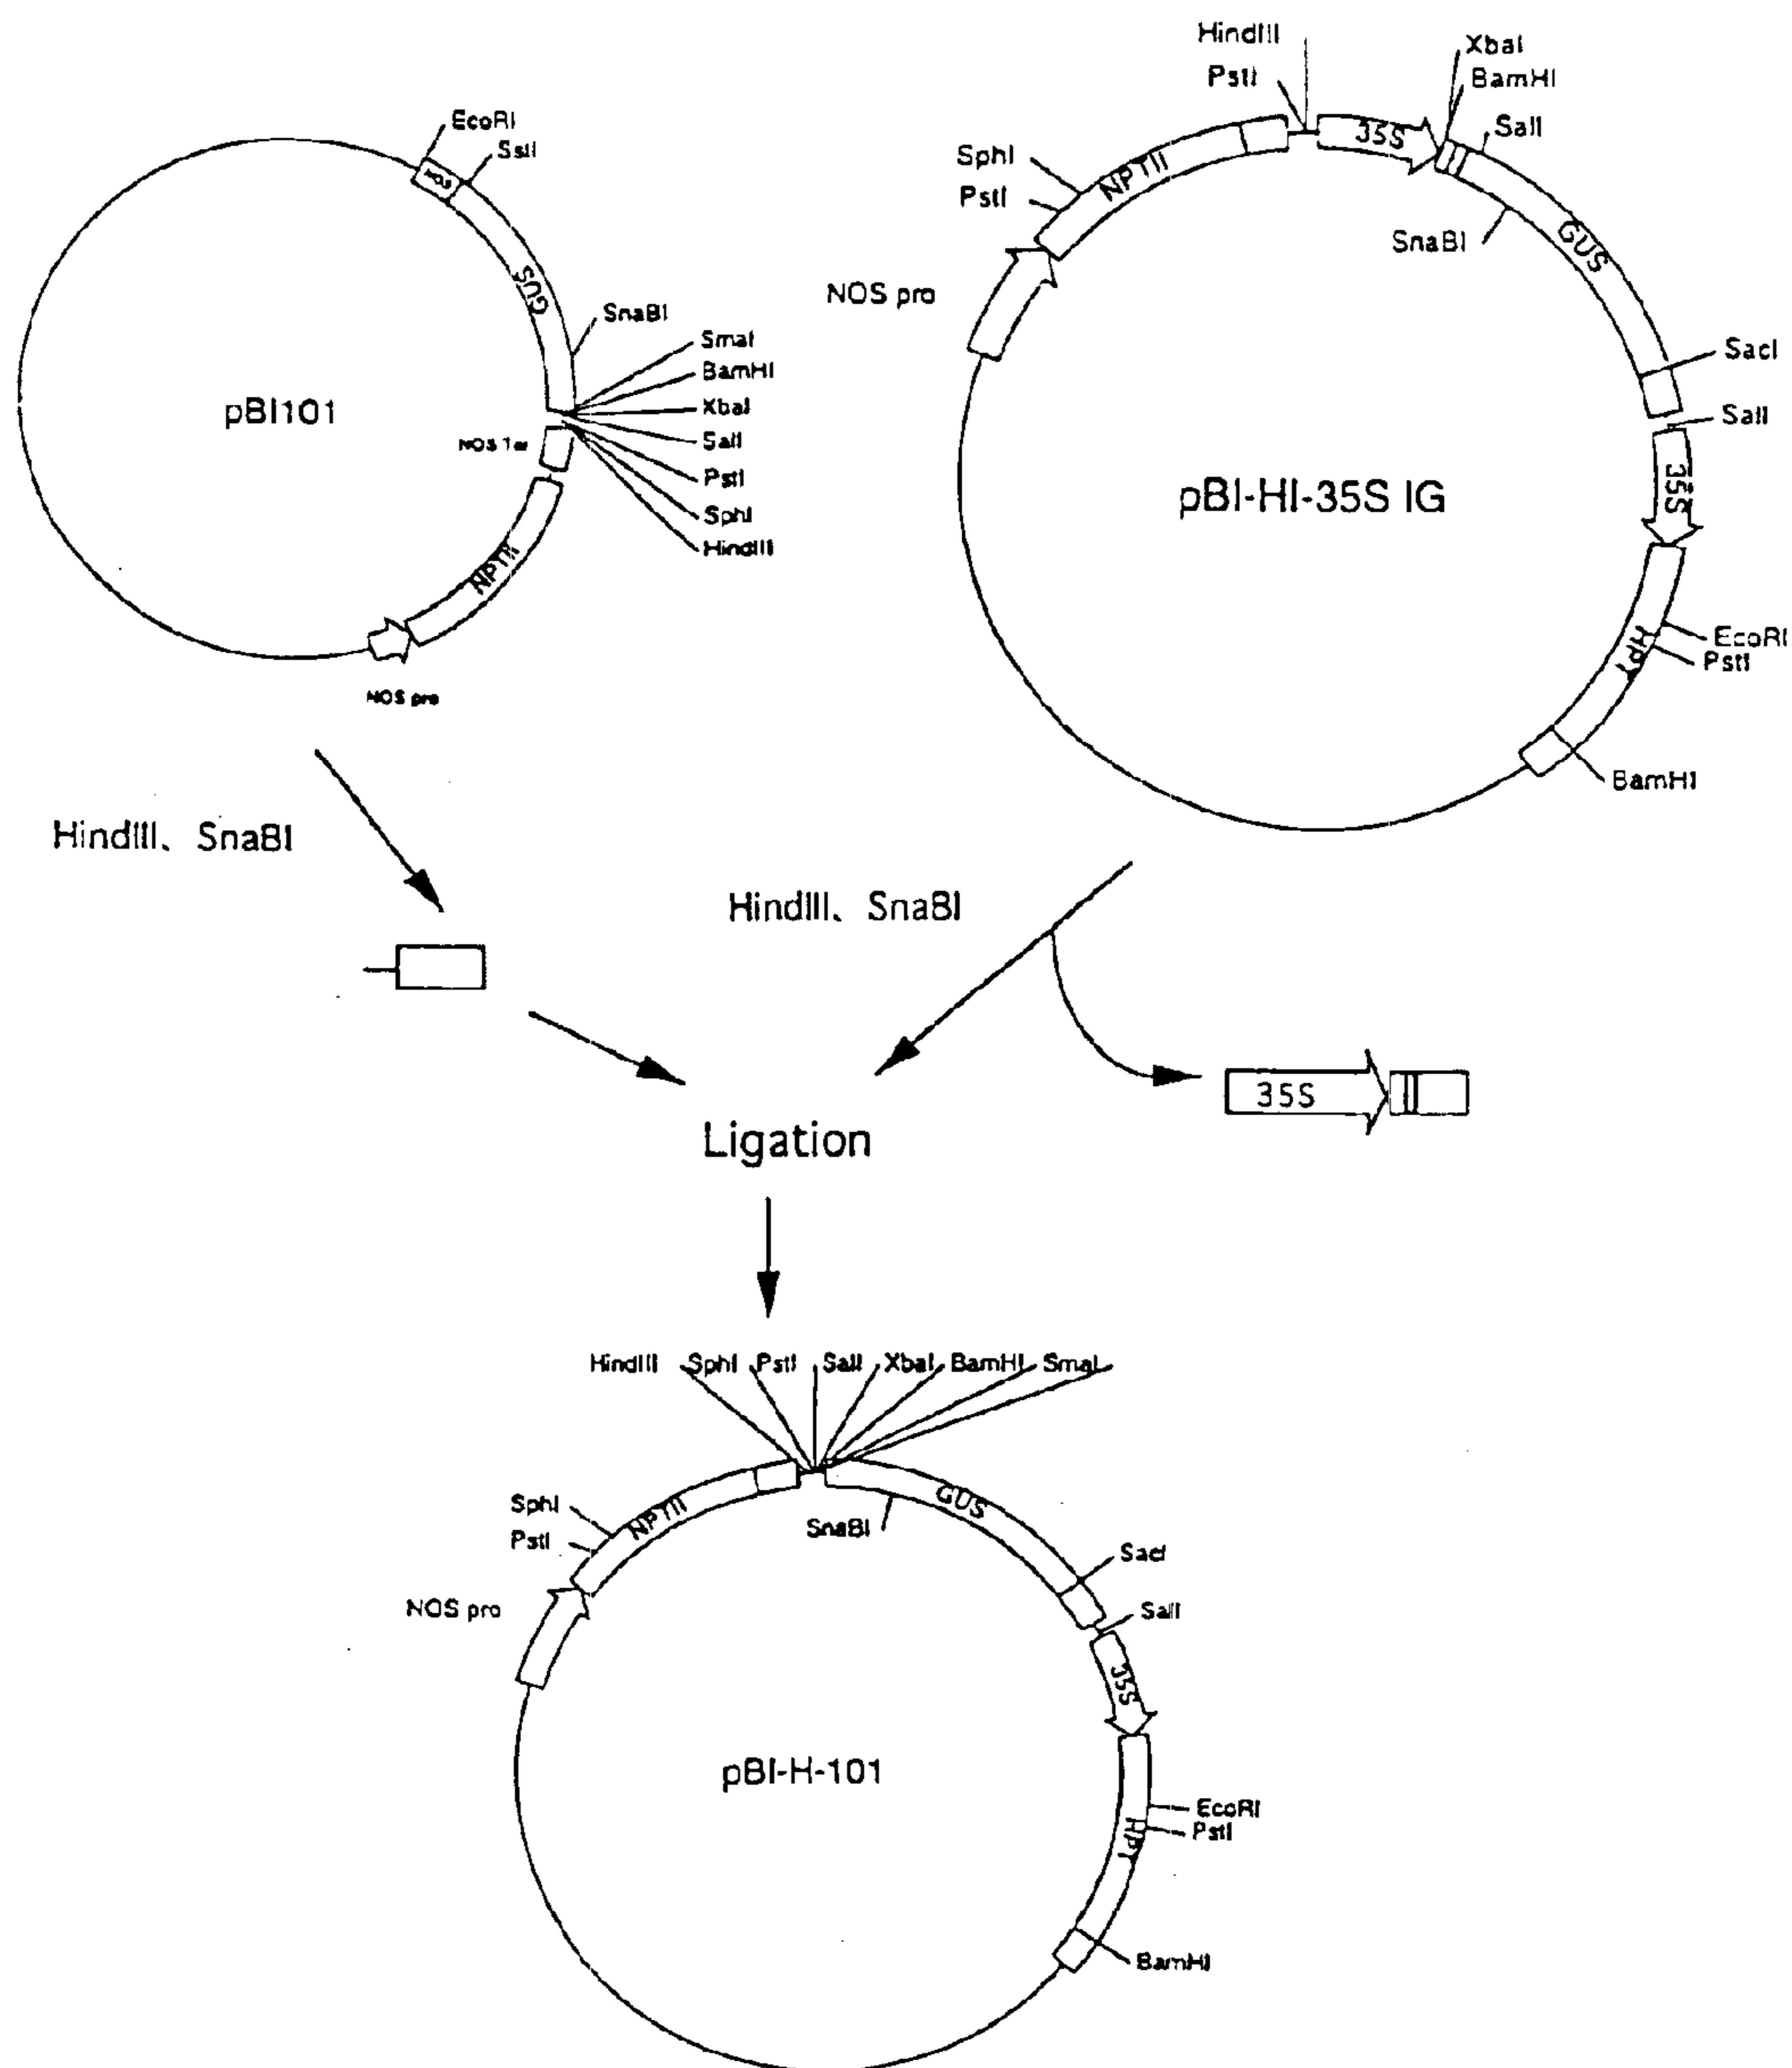 EcoRI
SstI
GUS
SnaBI
SmaI
BamHI
XbaI
SalI
PstI
SphI
HindIII
pBI101
NOS Ter
NPTII
NOS pro
HindIII
PstI
XbaI
BamHI
SalI
35S
SphI
PstI
NPTII
SnaBI
GUS
NOS pro
SacI
SalI
35S
pBI-HI-35S IG
EcoRI
HPT
PstI
BamHI
HindIII、SnaBI
HindIII、SnaBI
35S
Ligation
HindIII SphI PstI SalI XbaI BamHI SmaI
SphI
NPTII
PstI
GUS
SnaBI
SacI
NOS pro
SalI
35S
pBI-H-101
EcoRI
HPT
PstI
BamHI